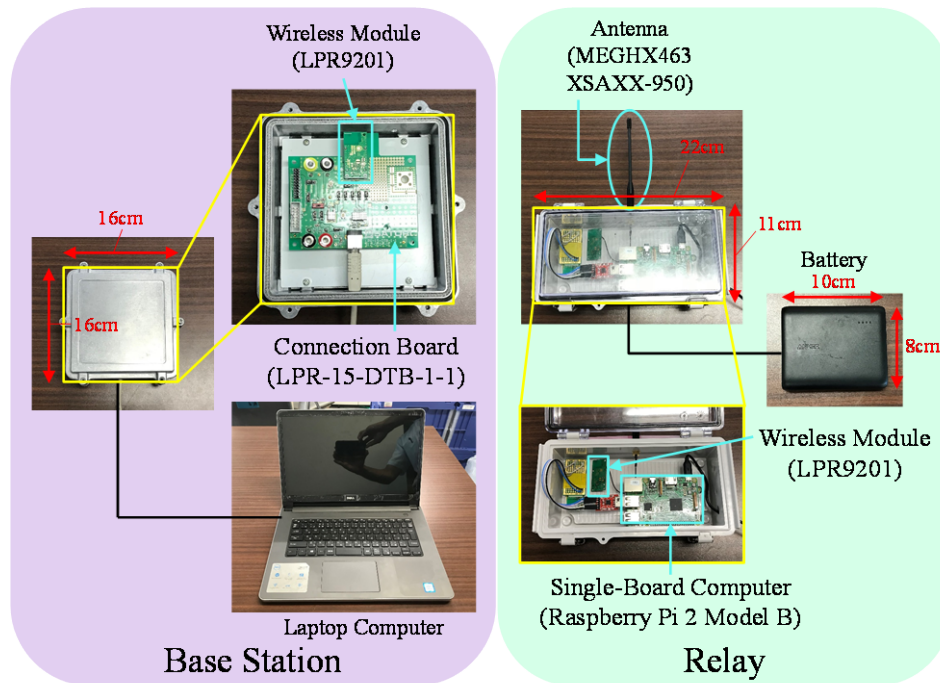 Wireless Module
(LPR9201)
16cm
16cm
Connection Board
(LPR-15-DTB-1-1)
DELL
Laptop Computer
Base Station
Antenna
(MEGHX463
XSAXX-950)
22cm
11cm
Battery
10cm
8cm
Wireless Module
(LPR9201)
Single-Board Computer
(Raspberry Pi 2 Model B)
Relay